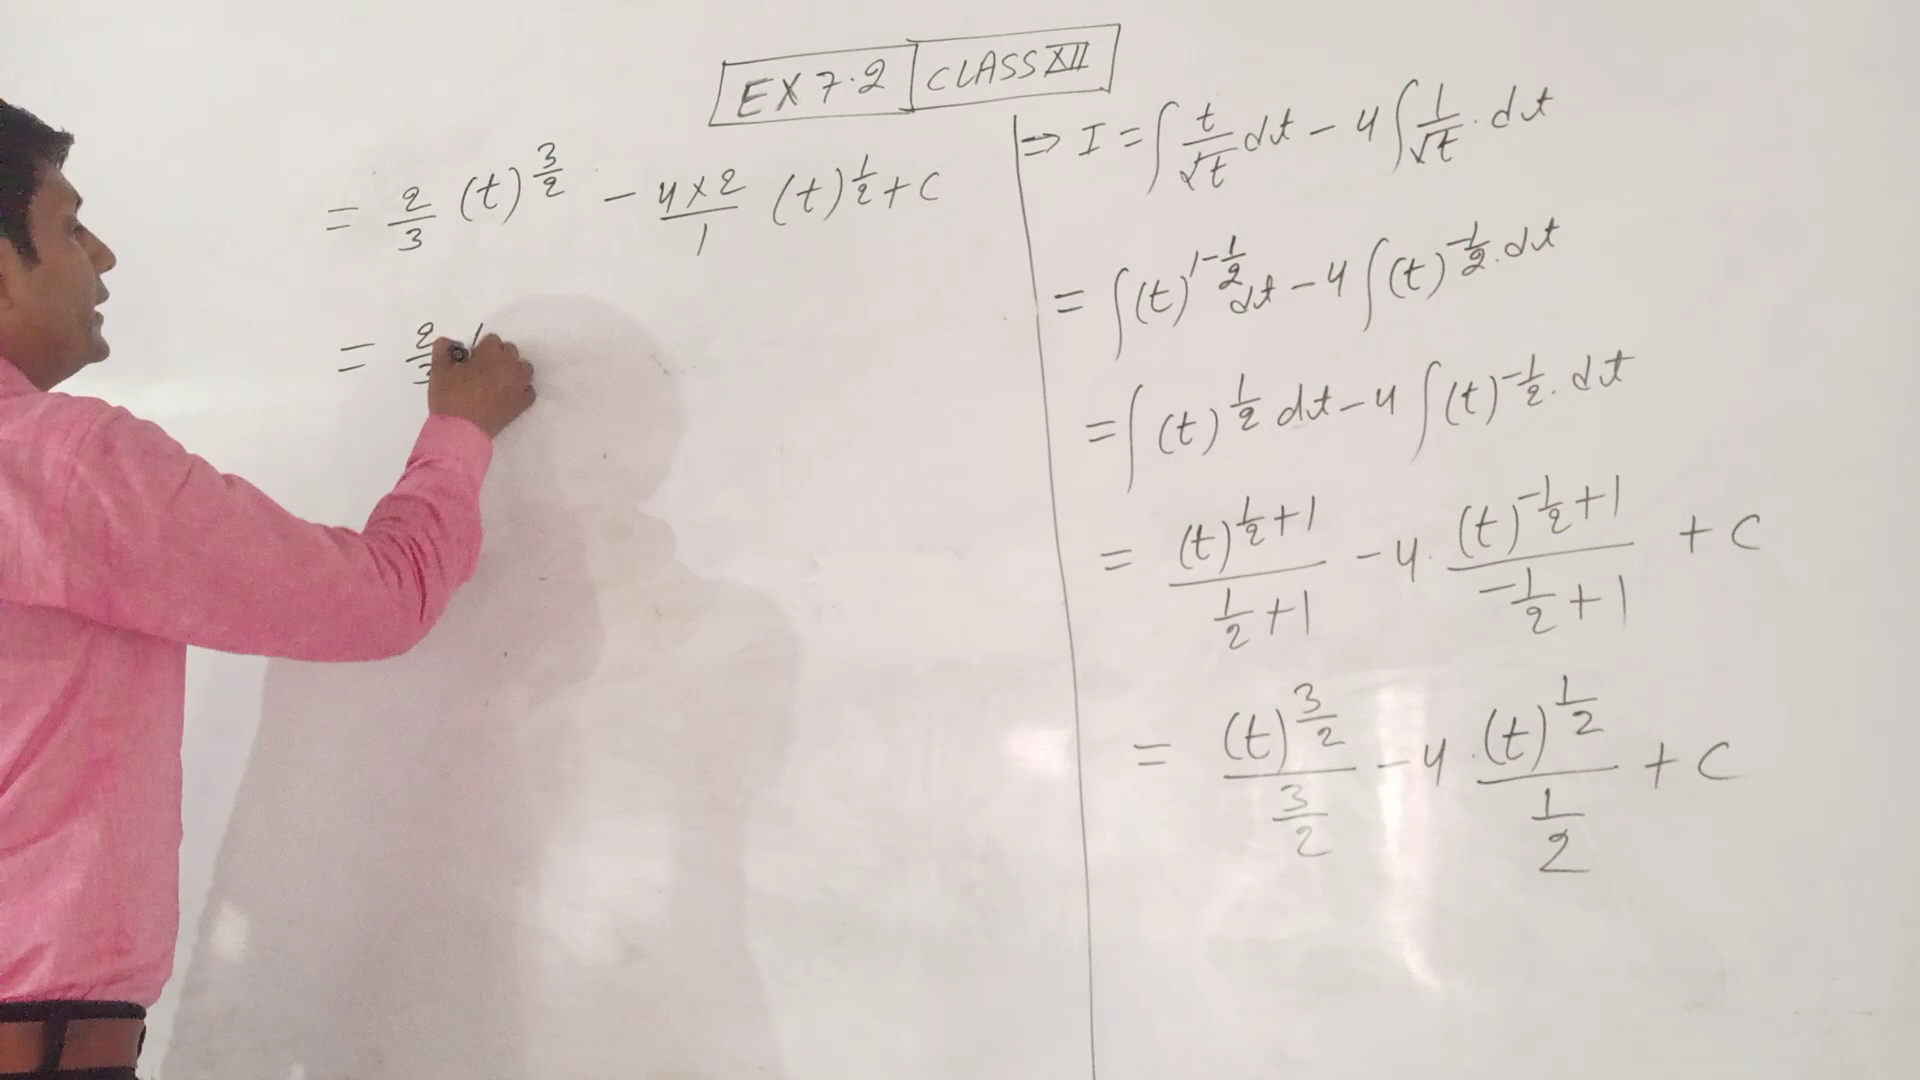 EX 7.2 CLASS XII
= 2/3 (t)^3/2 - 4×2/1 (t)^1/2 + C
= 2/3 (
⇒ I = ∫ t/√t dt - 4 ∫ 1/√t . dt
= ∫ (t)^1-1/2 dt - 4 ∫ (t)^-1/2 . dt
= ∫ (t)^1/2 dt - 4 ∫ (t)^-1/2 . dt
= (t)^1/2+1 / 1/2+1 - 4 . (t)^-1/2+1 / -1/2+1 + C
= (t)^3/2 / 3/2 - 4 . (t)^1/2 / 1/2 + C